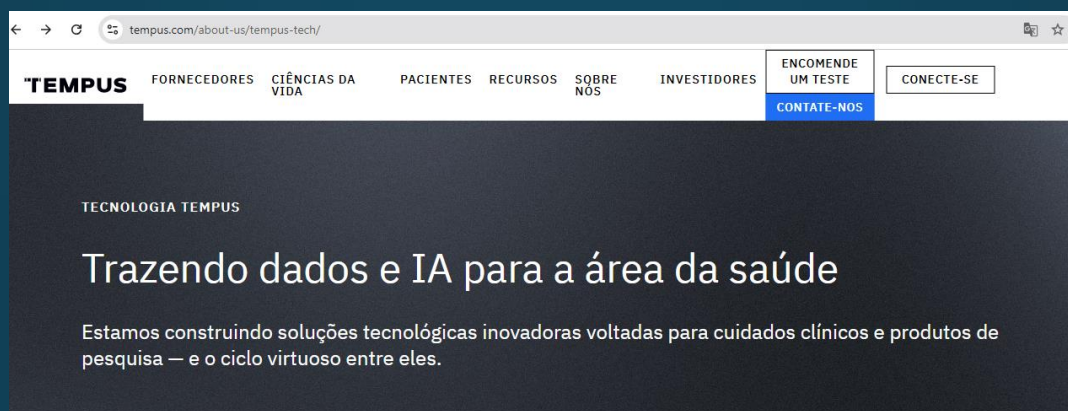 tempus.com/about-us/tempus-tech/
TEMPUS
FORNECEDORES
CIÊNCIAS DA
VIDA
PACIENTES
RECURSOS
SOBRE
NÓS
INVESTIDORES
ENCOMENDE
UM TESTE
CONTATE-NOS
CONECTE-SE
TECNOLOGIA TEMPUS
Trazendo dados e IA para a área da saúde
Estamos construindo soluções tecnológicas inovadoras voltadas para cuidados clínicos e produtos de
pesquisa — e o ciclo virtuoso entre eles.